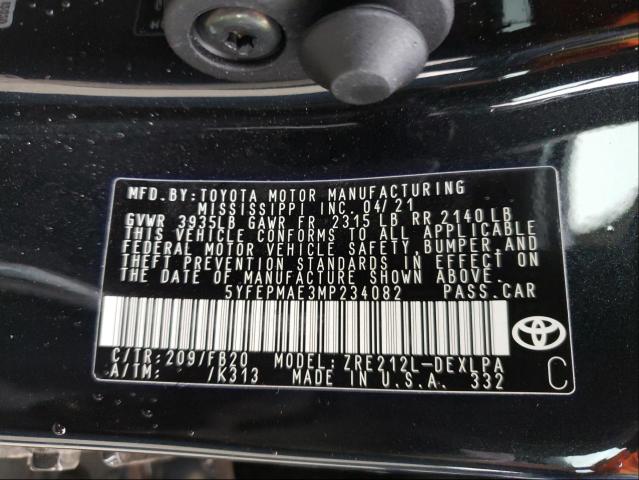 MFD.BY: TOYOTA MOTOR MANUFACTURING
MISSISSIPPI INC. 04/21
GVWR 3935LB GAWR FR 2315 LB RR 2140 LB
THIS VEHICLE CONFORMS TO ALL APPLICABLE
FEDERAL MOTOR VEHICLE SAFETY, BUMPER, AND
THEFT PREVENTION STANDARDS IN EFFECT ON
THE DATE OF MANUFACTURE SHOWN ABOVE.
5YFEPMAE3MP234082 PASS.CAR
C/TR: 209/FB20 MODEL: ZRE212L-DEXLPA
A/TM: /K313 MADE IN U.S.A. 332
C